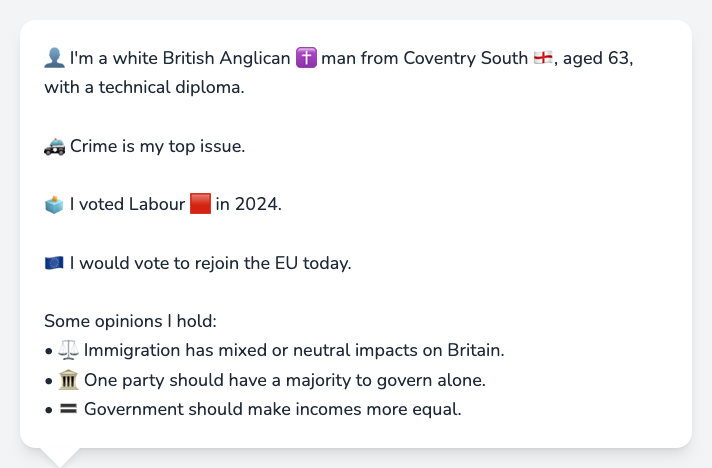 👤 I'm a white British Anglican ✝️ man from Coventry South 🏴󠁧󠁢󠁥󠁮󠁧󠁿, aged 63,
with a technical diploma.
🚓 Crime is my top issue.
🗳️ I voted Labour 🟥 in 2024.
🇪🇺 I would vote to rejoin the EU today.
Some opinions I hold:
• ⚖️ Immigration has mixed or neutral impacts on Britain.
• 🏛️ One party should have a majority to govern alone.
• 🟰 Government should make incomes more equal.